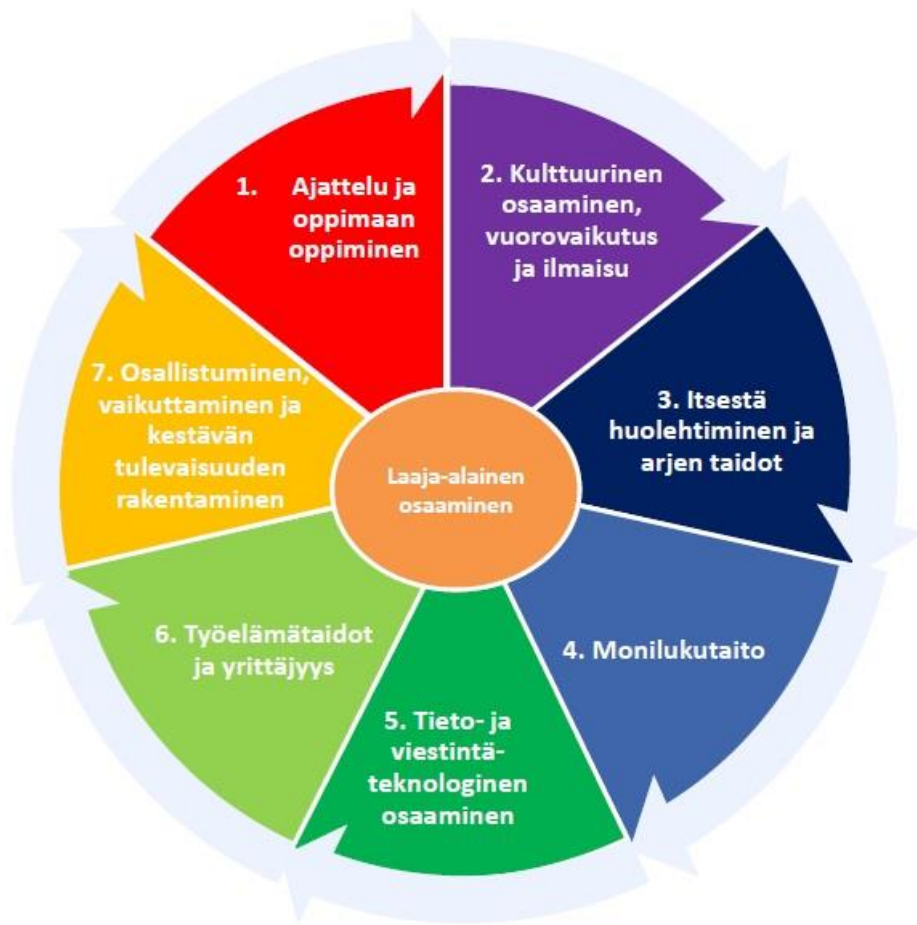 1. Ajattelu ja
oppimaan
oppiminen
2. Kulttuurinen
osaaminen,
vuorovaikutus
ja ilmaisu
3. Itsestä
huolehtiminen ja
arjen taidot
4. Monilukutaito
5. Tieto- ja
viestintä-
teknologinen
osaaminen
6. Työelämätaidot
ja yrittäjyys
7. Osallistuminen,
vaikuttaminen ja
kestävän
tulevaisuuden
rakentaminen
Laaja-alainen
osaaminen